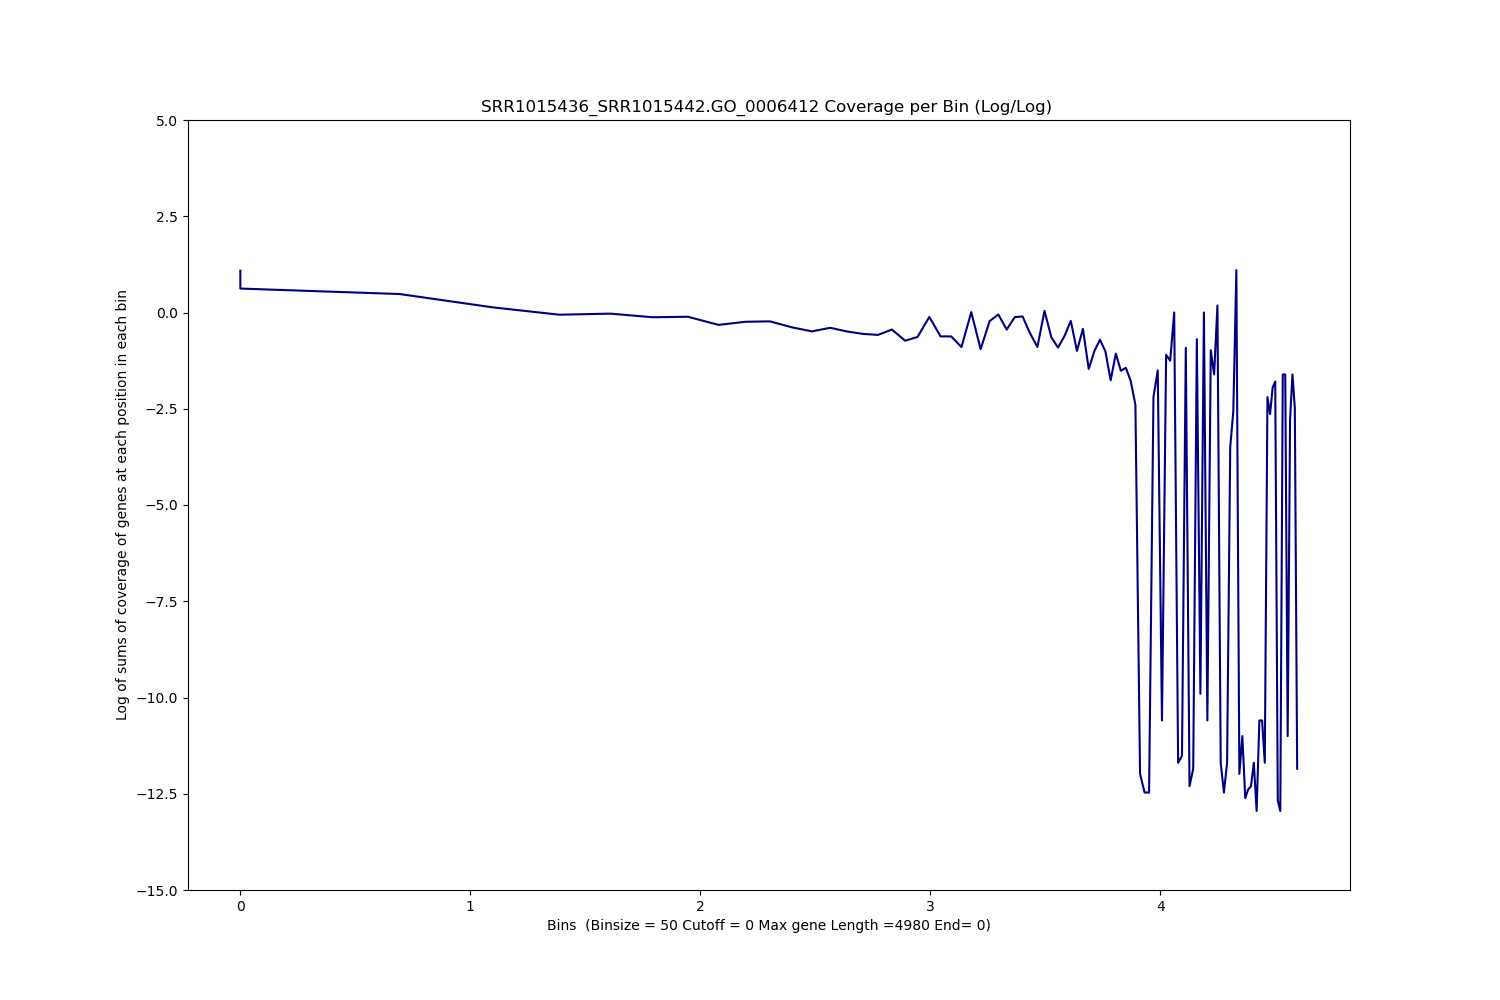 SRR1015436_SRR1015442.GO_0006412 Coverage per Bin (Log/Log)
Log of sums of coverage of genes at each position in each bin
5.0
2.5
0.0
−2.5
−5.0
−7.5
−10.0
−12.5
−15.0
0 1 2 3 4
Bins  (Binsize = 50 Cutoff = 0 Max gene Length =4980 End= 0)